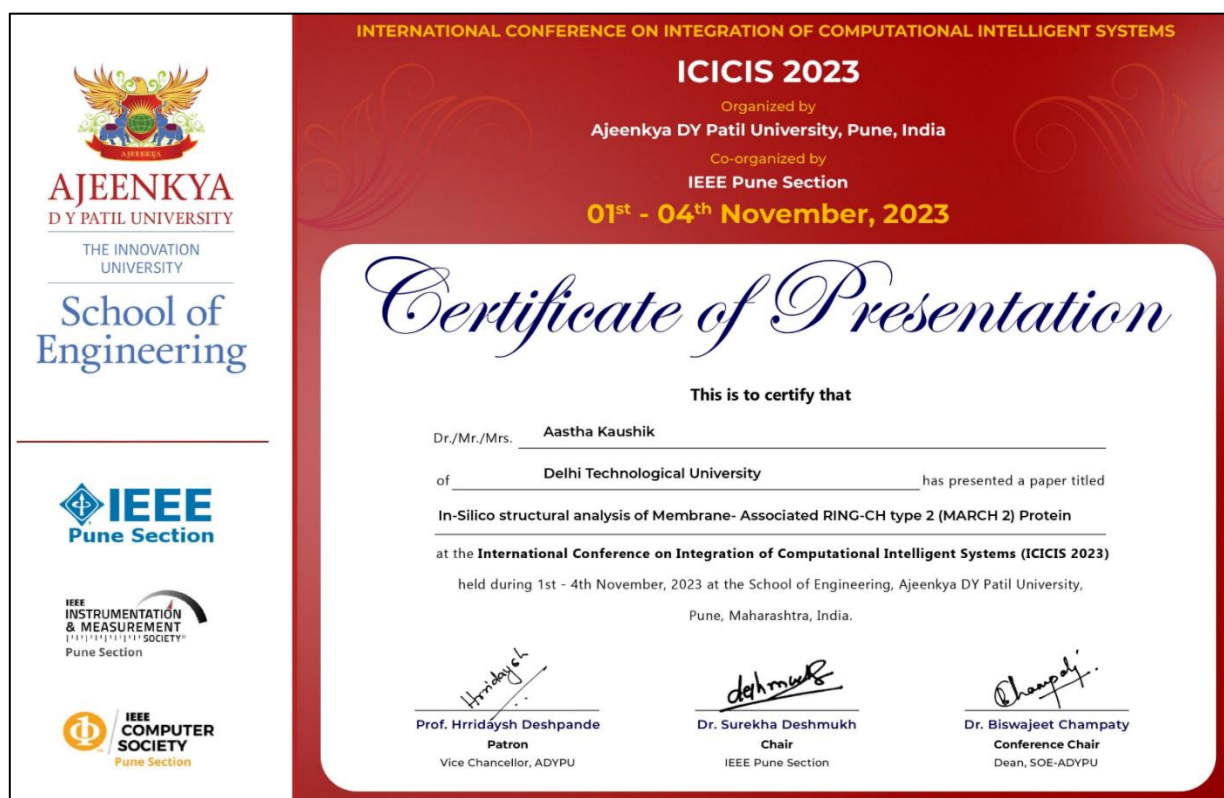 AJEENKYA
AJEENKYA
D Y PATIL UNIVERSITY
THE INNOVATION
UNIVERSITY
School of
Engineering
IEEE
Pune Section
IEEE
INSTRUMENTATION
& MEASUREMENT
SOCIETY®
Pune Section
IEEE
COMPUTER
SOCIETY
Pune Section
INTERNATIONAL CONFERENCE ON INTEGRATION OF COMPUTATIONAL INTELLIGENT SYSTEMS
ICICIS 2023
Organized by
Ajeenkya DY Patil University, Pune, India
Co-organized by
IEEE Pune Section
01st - 04th November, 2023
Certificate of Presentation
This is to certify that
Dr./Mr./Mrs. Aastha Kaushik
of Delhi Technological University has presented a paper titled
In-Silico structural analysis of Membrane- Associated RING-CH type 2 (MARCH 2) Protein
at the International Conference on Integration of Computational Intelligent Systems (ICICIS 2023)
held during 1st - 4th November, 2023 at the School of Engineering, Ajeenkya DY Patil University,
Pune, Maharashtra, India.
Hrridaysh
deshmukh
Champaty
Prof. Hrridaysh Deshpande
Patron
Vice Chancellor, ADYPU
Dr. Surekha Deshmukh
Chair
IEEE Pune Section
Dr. Biswajeet Champaty
Conference Chair
Dean, SOE-ADYPU